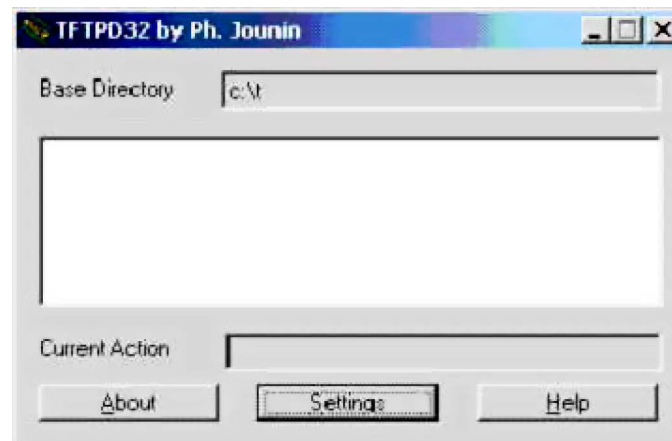 TFTPD32 by Ph. Jounin
Base Directory c:\t
Current Action
About Settings Help